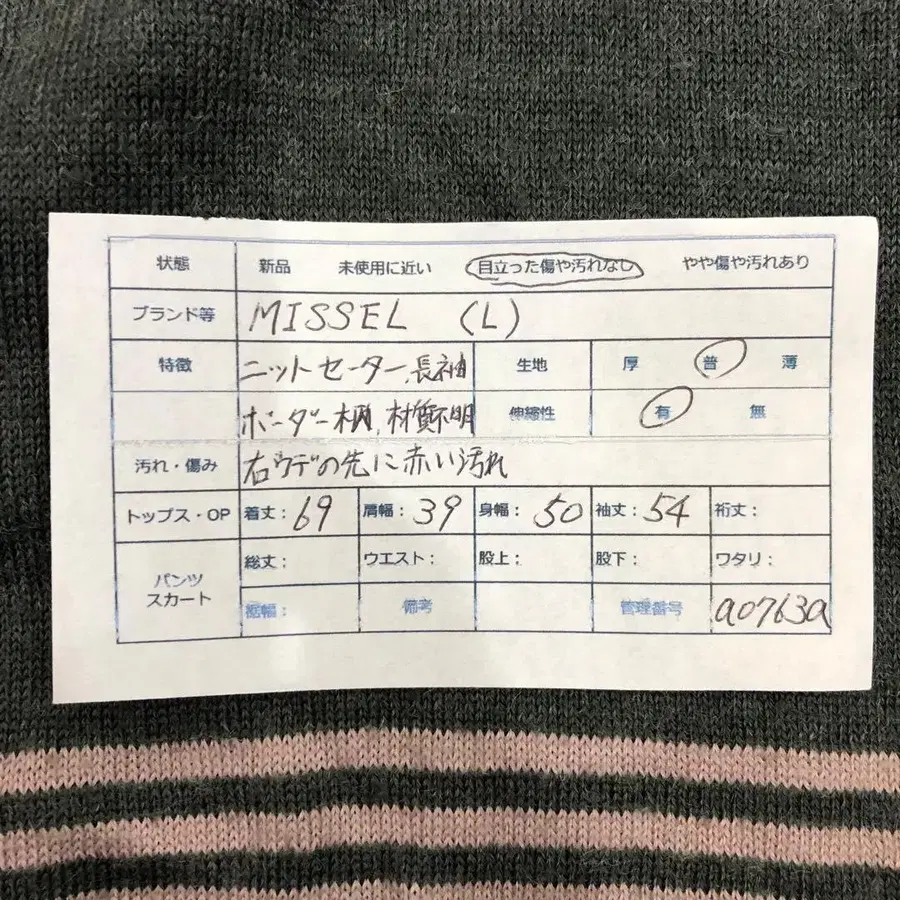 状態 新品 未使用に近い 目立った傷や汚れなし やや傷や汚れあり
ブランド等 MISSEL (L)
特徴 ニットセーター、長袖 生地 厚 普 薄
ボーダー柄、材質不明 伸縮性 有 無
汚れ・傷み 右ウデの先に赤い汚れ
トップス・OP 着丈:69 肩幅:39 身幅:50 袖丈:54 裄丈:
パンツ スカート 総丈: ウエスト: 股上: 股下: ワタリ:
裾幅: 備考 管理番号 a0763a